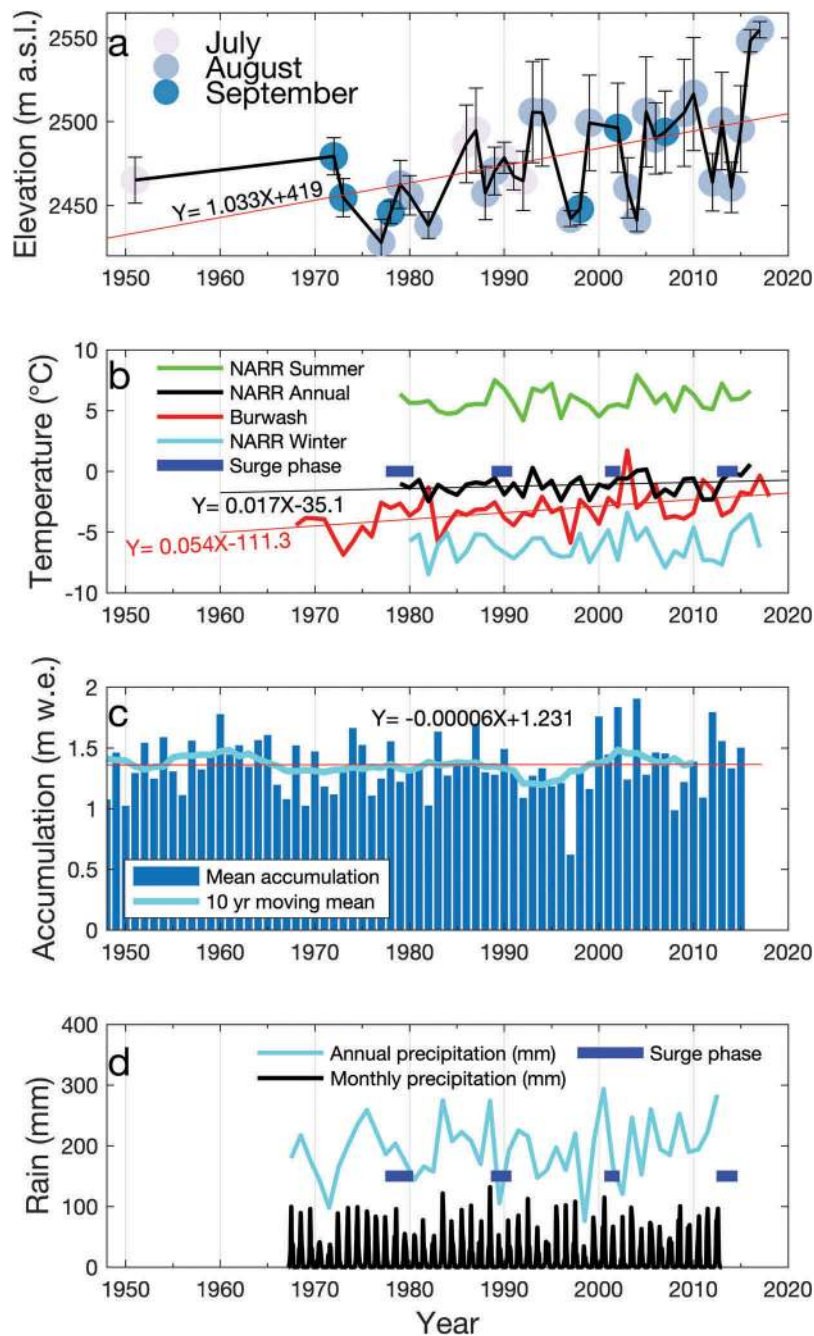 a
July
August
September
Elevation (m a.s.l.)
2550
2500
2450
Y= 1.033X+419
1950 1960 1970 1980 1990 2000 2010 2020
b
NARR Summer
NARR Annual
Burwash
NARR Winter
Surge phase
Temperature (°C)
10
5
0
-5
-10
Y= 0.017X-35.1
Y= 0.054X-111.3
1950 1960 1970 1980 1990 2000 2010 2020
c
Y= -0.00006X+1.231
Accumulation (m w.e.)
2
1.5
1
0.5
0
Mean accumulation
10 yr moving mean
1950 1960 1970 1980 1990 2000 2010 2020
d
Annual precipitation (mm)
Surge phase
Monthly precipitation (mm)
Rain (mm)
400
300
200
100
0
1950 1960 1970 1980 1990 2000 2010 2020
Year